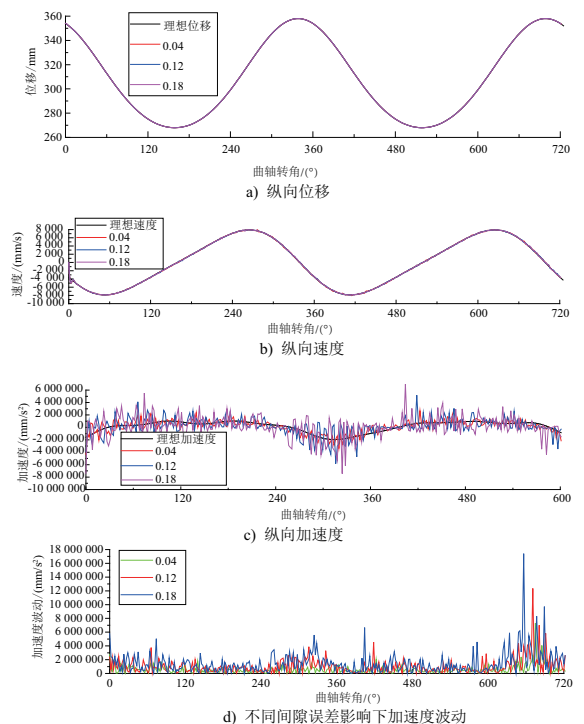 360
340
320
300
280
260
位移/mm
理想位移
0.04
0.12
0.18
0
120
240
360
480
600
720
曲轴转角/(°)
a) 纵向位移
8 000
6 000
4 000
2 000
0
-2 000
-4 000
-6 000
-8 000
-10 000
速度/(mm/s)
理想速度
0.04
0.12
0.18
0
120
240
360
480
600
720
曲轴转角/(°)
b) 纵向速度
6 000 000
4 000 000
2 000 000
0
-2 000 000
-4 000 000
-6 000 000
-8 000 000
-10 000 000
加速度/(mm/s²)
理想加速度
0.04
0.12
0.18
0
120
240
360
480
600
曲轴转角/(°)
c) 纵向加速度
18 000 000
16 000 000
14 000 000
12 000 000
10 000 000
8 000 000
6 000 000
4 000 000
2 000 000
0
加速度波动/(mm/s²)
0.04
0.12
0.18
0
120
240
360
480
600
720
曲轴转角/(°)
d) 不同间隙误差影响下加速度波动